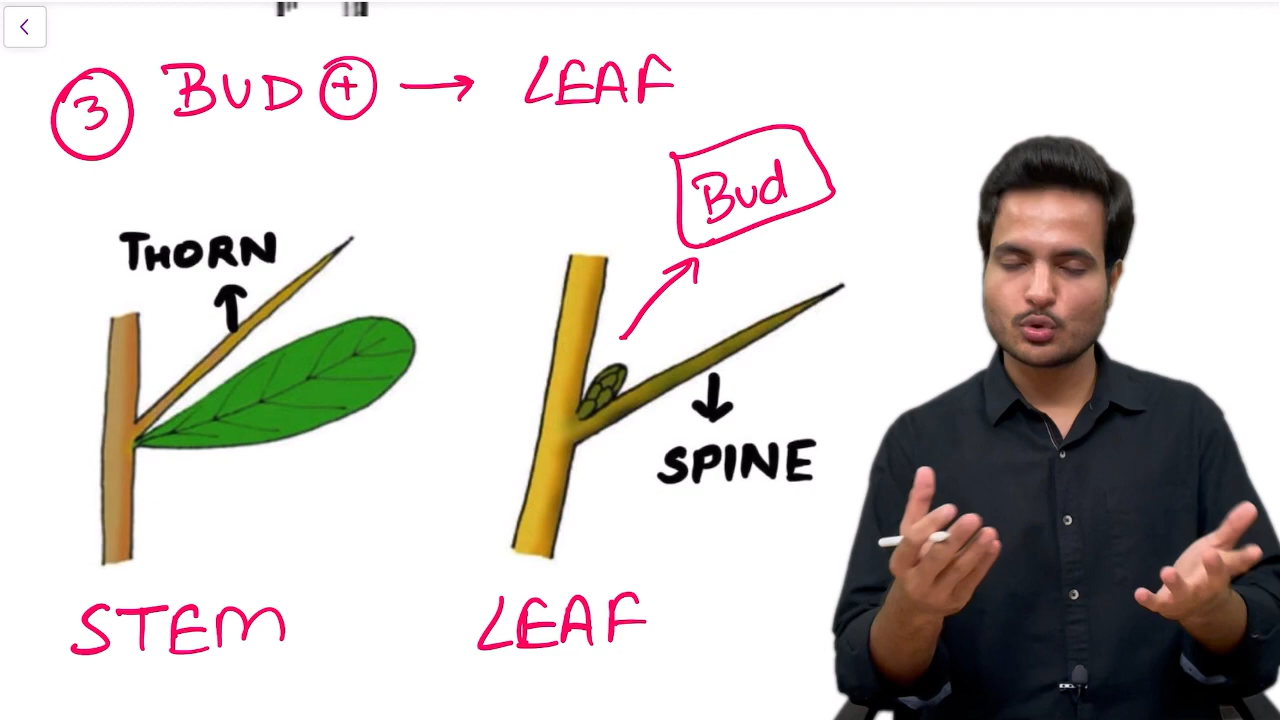 ③ BUD ⊕ → LEAF
Bud
THORN
SPINE
STEM
LEAF